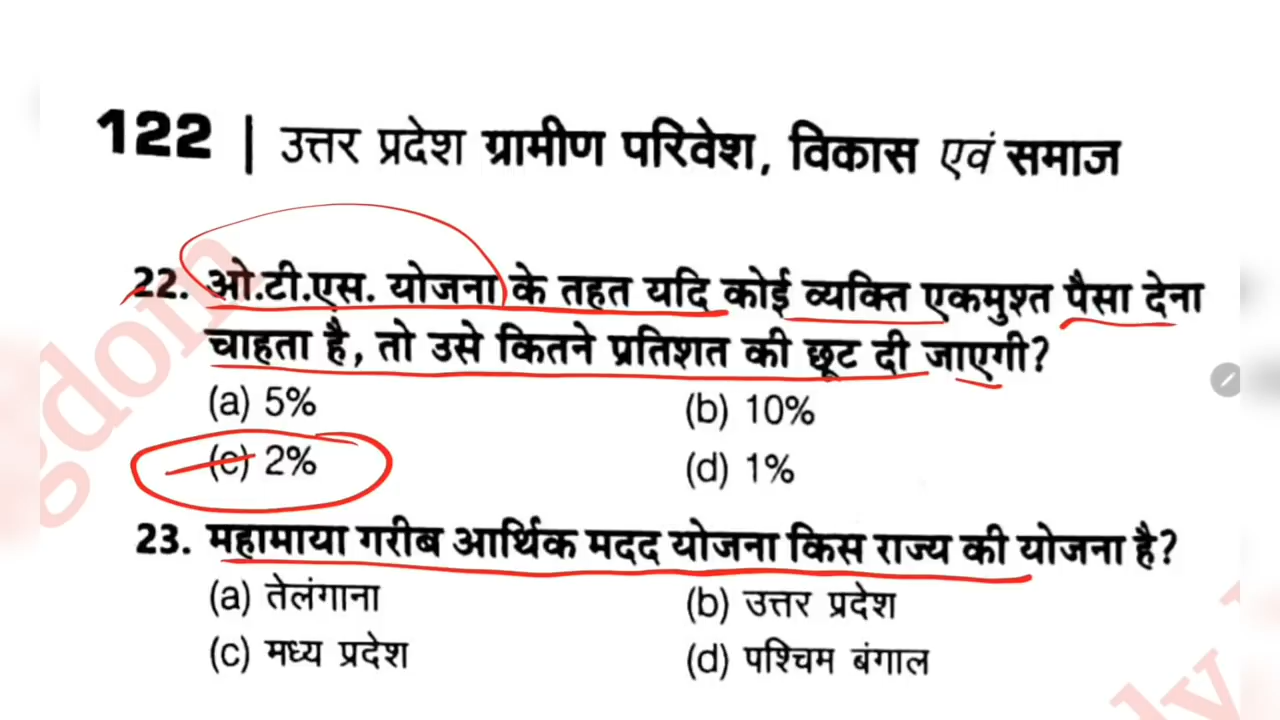 122 | उत्तर प्रदेश ग्रामीण परिवेश, विकास एवं समाज
22. ओ.टी.एस. योजना के तहत यदि कोई व्यक्ति एकमुश्त पैसा देना
चाहता है, तो उसे कितने प्रतिशत की छूट दी जाएगी?
(a) 5% (b) 10%
(c) 2% (d) 1%
23. महामाया गरीब आर्थिक मदद योजना किस राज्य की योजना है?
(a) तेलंगाना (b) उत्तर प्रदेश
(c) मध्य प्रदेश (d) पश्चिम बंगाल
gdom